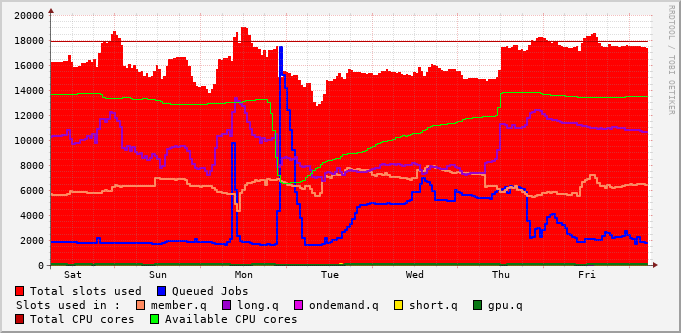 20000
18000
16000
14000
12000
10000
8000
6000
4000
2000
0
Sat Sun Mon Tue Wed Thu Fri
RRDTOOL / TOBI OETIKER
Total slots used Queued Jobs
Slots used in : member.q long.q ondemand.q short.q gpu.q
Total CPU cores Available CPU cores